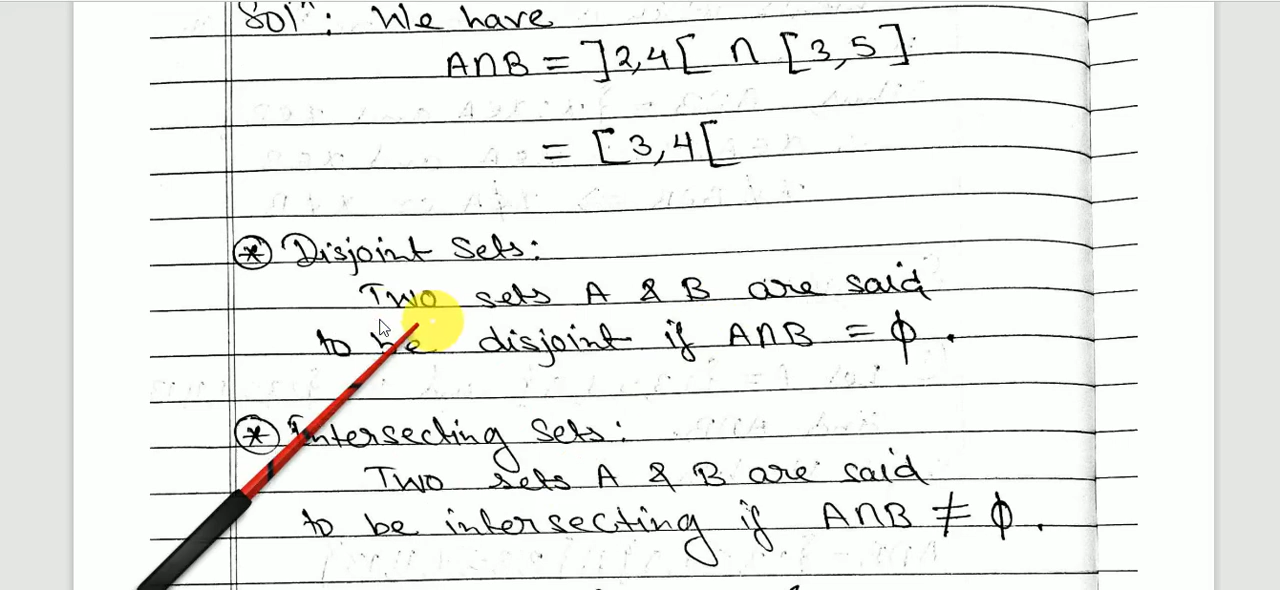 Solⁿ: We have
A∩B = ]2,4[ ∩ [3,5]
= [3,4[
* Disjoint Sets:
Two sets A & B are said
to be disjoint if A∩B = ϕ.
* Intersecting Sets:
Two sets A & B are said
to be intersecting if A∩B ≠ ϕ.